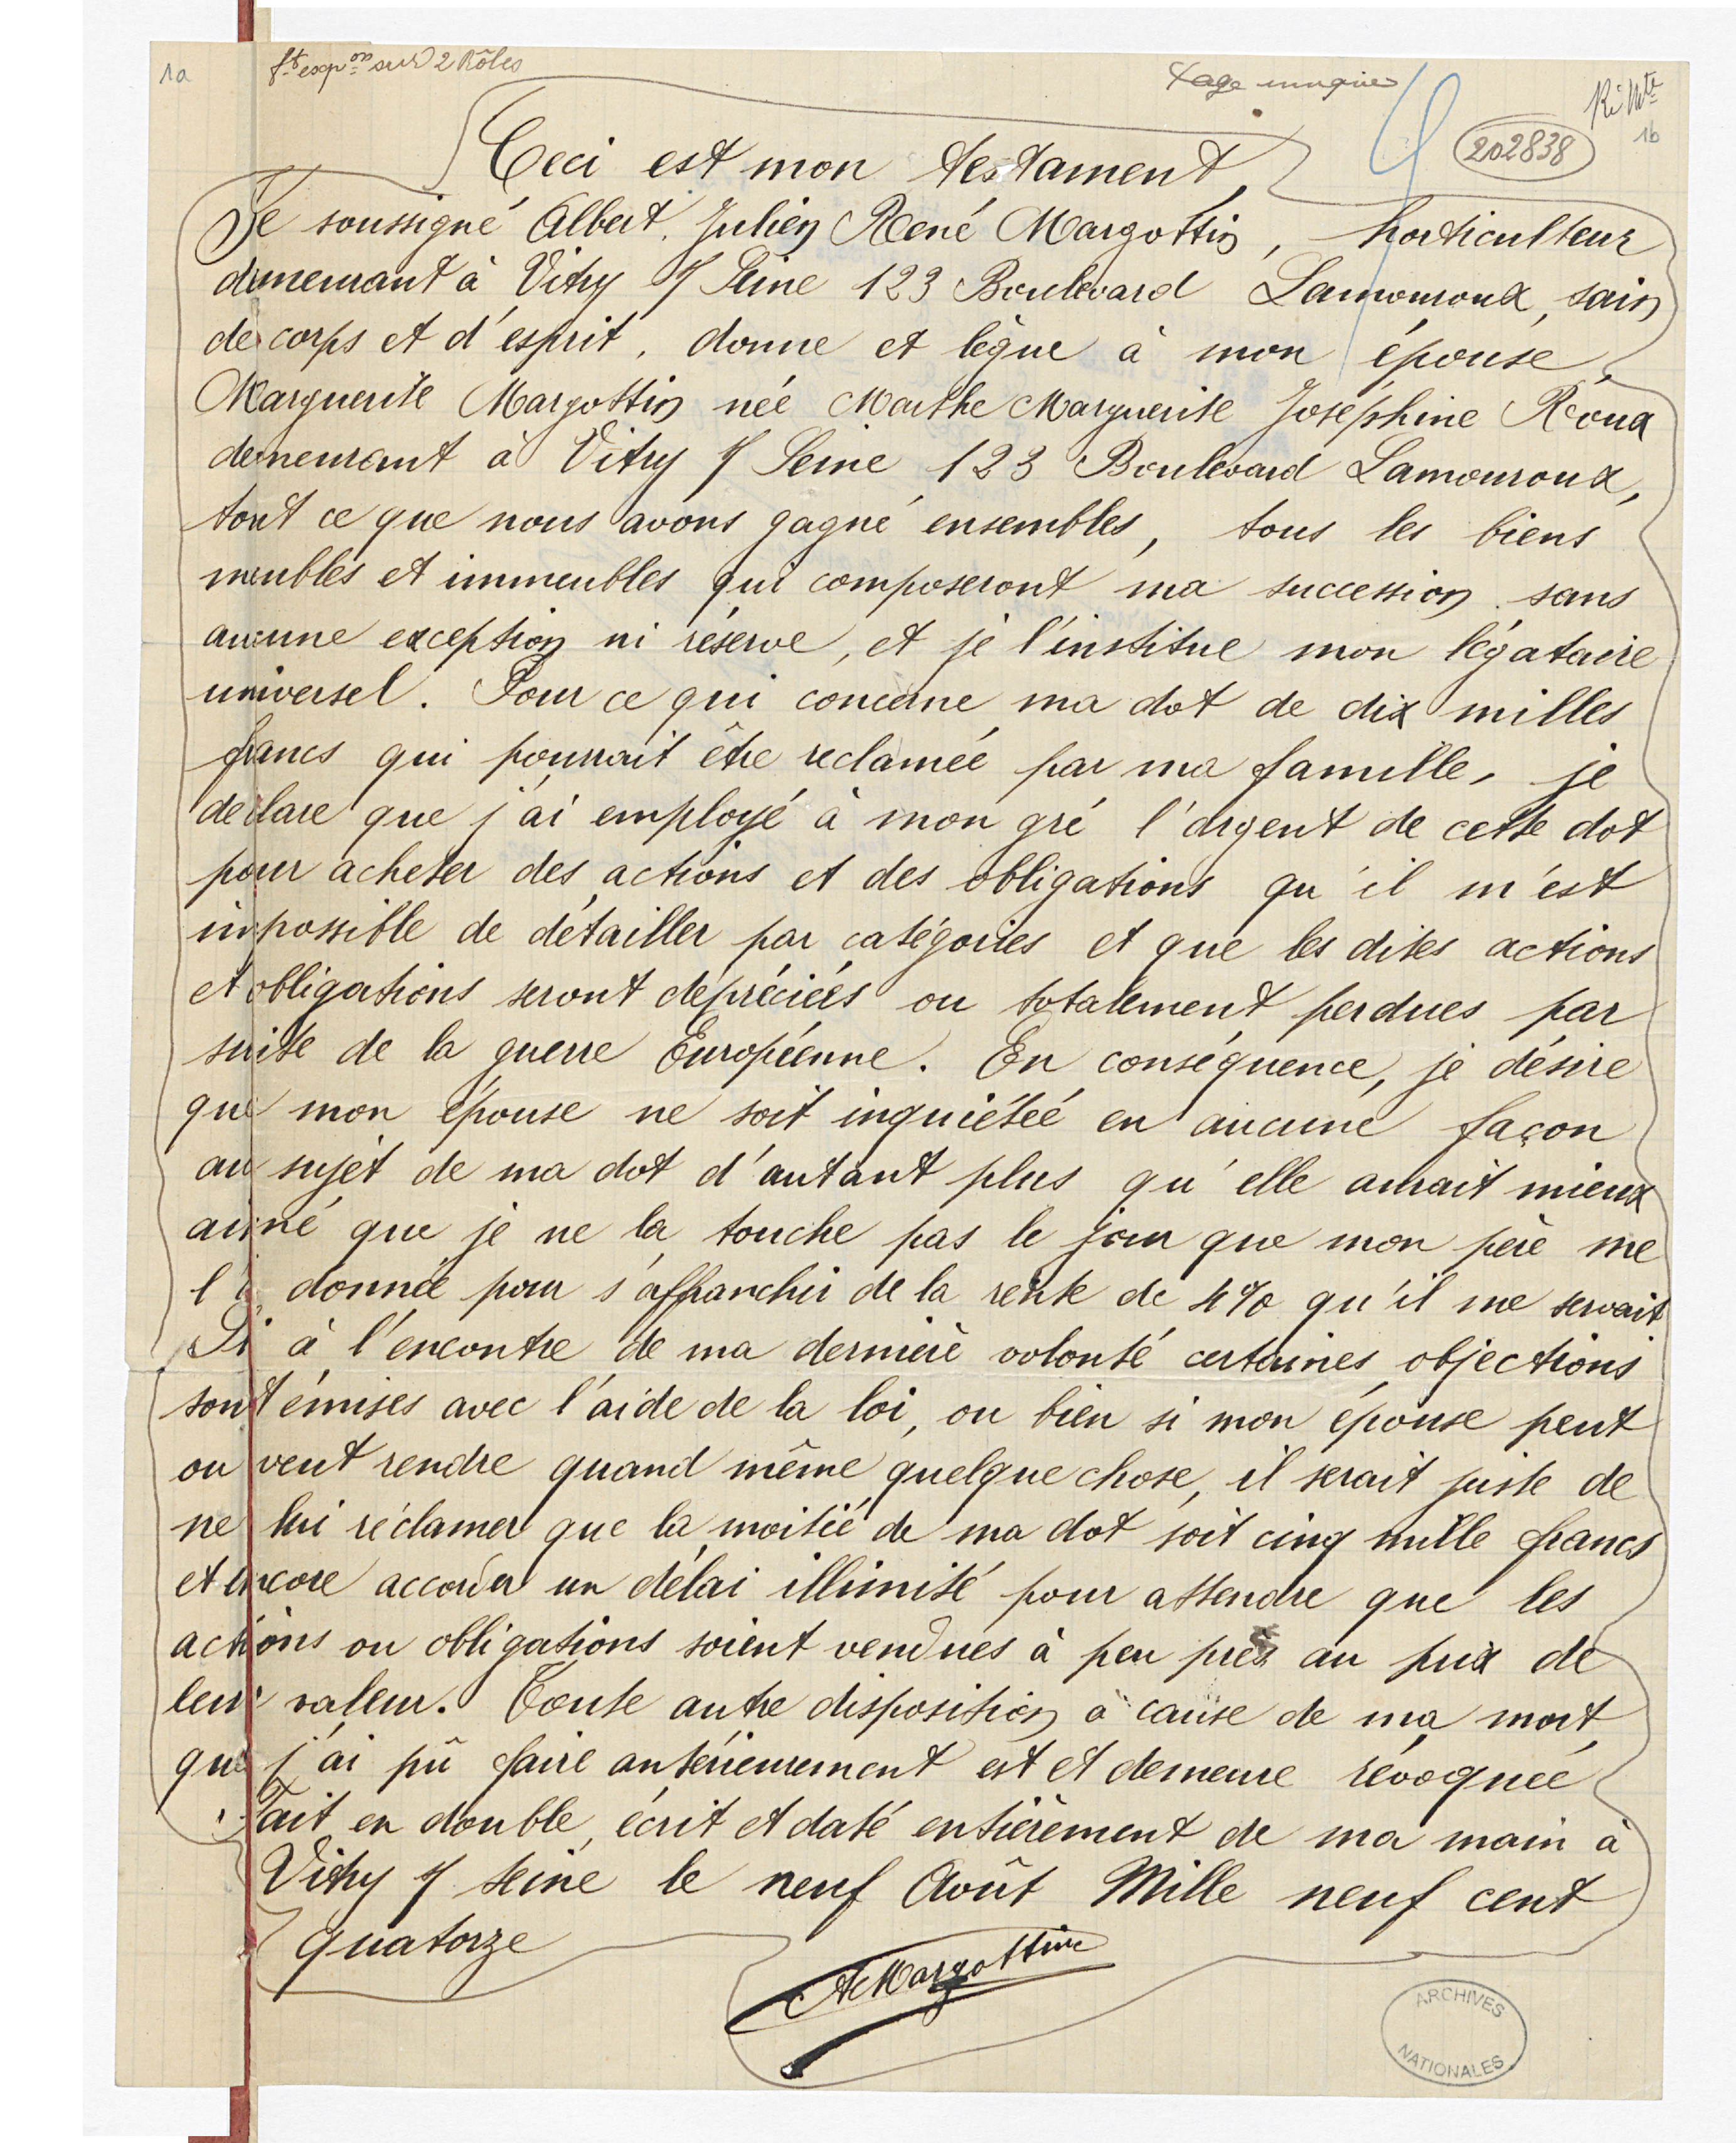 1a
fᵗ expᵒⁿ sur 2 Rôles
Page unique
202838
1b
Ceci est mon testament,
Je soussigné Albert, Julien René Margottin, horticulteur
demeurant à Vitry s/ Seine 123 Boulevard Lamouroux, sain
de corps et d'esprit, donne et lègue à mon épouse,
Marguerite Margottin née Marthe Marguerite Joséphine Roux
demeurant à Vitry s/ Seine 123 Boulevard Lamouroux,
tout ce que nous avons gagné ensembles, tous les biens
meubles et immeubles qui composeront ma succession sans
aucune exception ni réserve, et je l'institue mon légataire
universel. Pour ce qui concerne ma dot de dix milles
francs qui pourrait être reclamée par ma famille, je
declare que j'ai employé à mon gré l'argent de cette dot
pour acheter des actions et des obligations qu'il m'est
impossible de détailler par catégories et que les dites actions
et obligations seront dépréciées ou totalement perdues par
suite de la guerre Européenne. En conséquence, je désire
que mon épouse ne soit inquiétée en aucune façon
au sujet de ma dot d'autant plus qu'elle aurait mieux
aimé que je ne la touche pas le jour que mon père me
l'a donnée pour s'affranchir de la rente de 4% qu'il me servait
Si à l'encontre de ma dernière volonté certaines objections
sont émises avec l'aide de la loi, ou bien si mon épouse peut
ou veut rendre quand même quelque chose, il serait juste de
ne lui réclamer que la moitié de ma dot soit cinq mille francs
et encore accorder un délai illimité pour attendre que les
actions ou obligations soient vendues à peu près au prix de
leur valeur. Toute autre disposition à cause de ma mort,
que j'ai pû faire antérieurement est et demeure révoquée
Fait en double, écrit et daté entièrement de ma main à
Vitry s/ Seine le neuf Août Mille neuf cent
quatorze
AMargottin
ARCHIVES
NATIONALES